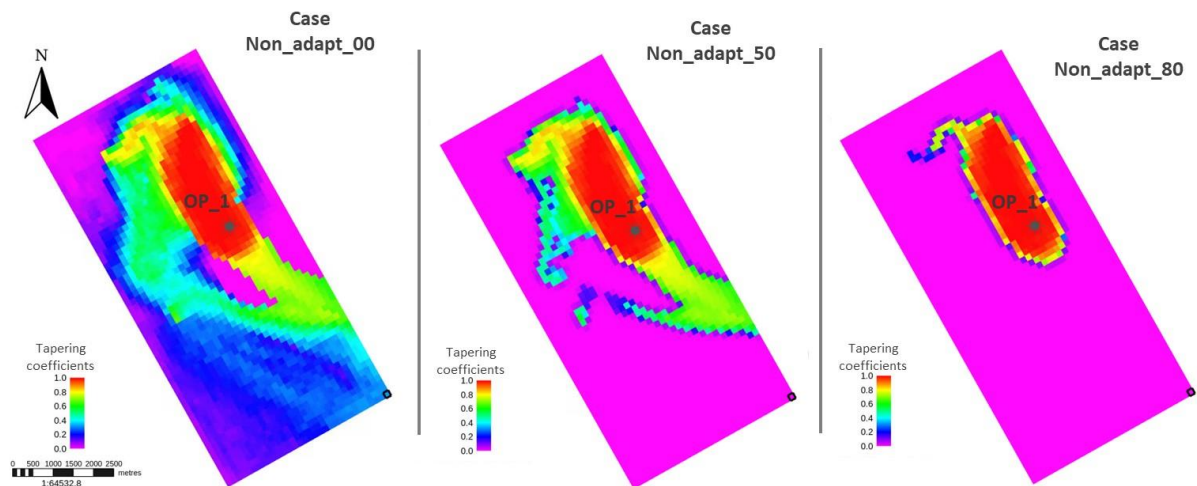 Case
Non_adapt_00
N
OP_1
Tapering
coefficients
1.0
0.8
0.6
0.4
0.2
0.0
0 500 1000 1500 2000 2500 metres
1:64532.8
Case
Non_adapt_50
OP_1
Tapering
coefficients
1.0
0.8
0.6
0.4
0.2
0.0
Case
Non_adapt_80
OP_1
Tapering
coefficients
1.0
0.8
0.6
0.4
0.2
0.0